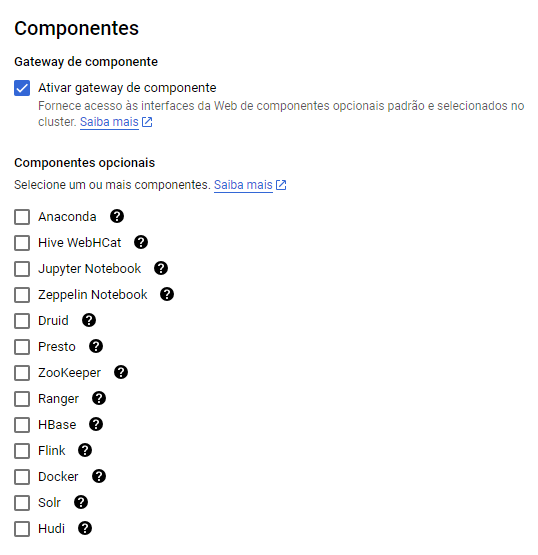 Componentes
Gateway de componente
Ativar gateway de componente
Fornece acesso às interfaces da Web de componentes opcionais padrão e selecionados no
cluster. Saiba mais
Componentes opcionais
Selecione um ou mais componentes. Saiba mais
Anaconda ?
Hive WebHCat ?
Jupyter Notebook ?
Zeppelin Notebook ?
Druid ?
Presto ?
ZooKeeper ?
Ranger ?
HBase ?
Flink ?
Docker ?
Solr ?
Hudi ?